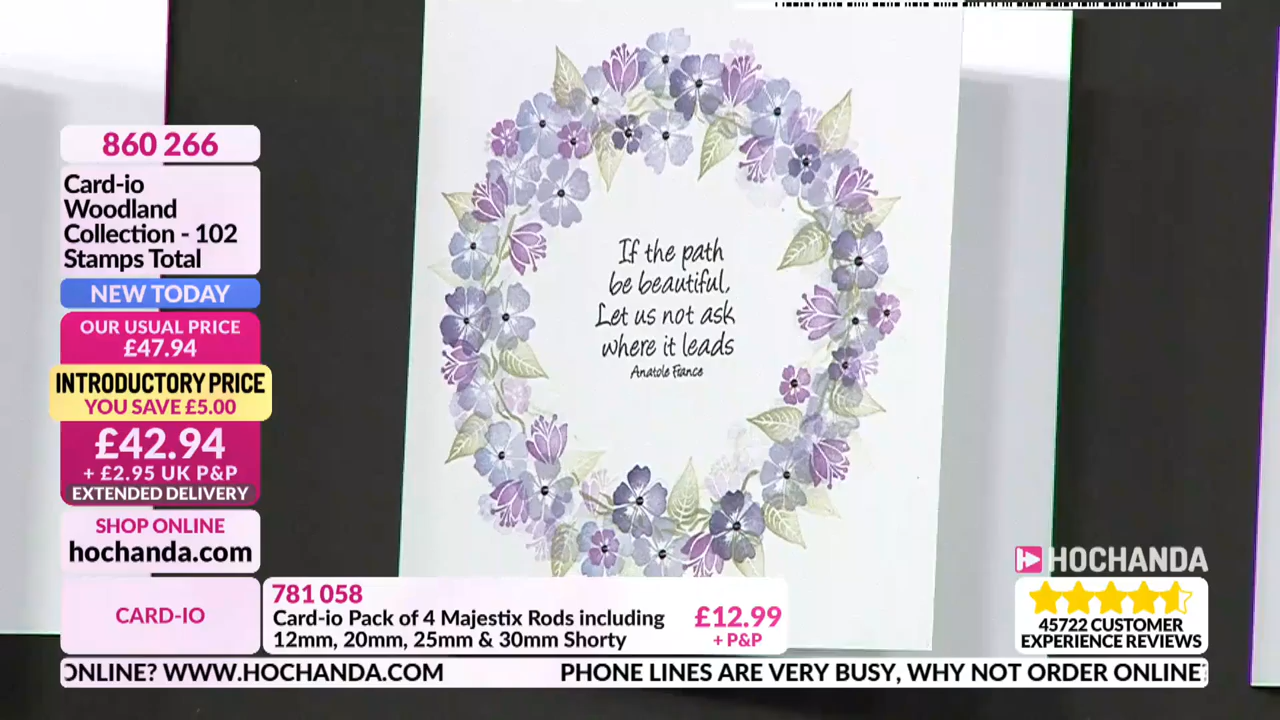 860 266
Card-io
Woodland
Collection - 102
Stamps Total
NEW TODAY
OUR USUAL PRICE
£47.94
INTRODUCTORY PRICE
YOU SAVE £5.00
£42.94
+ £2.95 UK P&P
EXTENDED DELIVERY
SHOP ONLINE
hochanda.com
CARD-IO
If the path
be beautiful,
Let us not ask
where it leads
Anatole France
781 058
Card-io Pack of 4 Majestix Rods including
12mm, 20mm, 25mm & 30mm Shorty
£12.99
+ P&P
HOCHANDA
45722 CUSTOMER
EXPERIENCE REVIEWS
ONLINE? WWW.HOCHANDA.COM PHONE LINES ARE VERY BUSY, WHY NOT ORDER ONLINE?